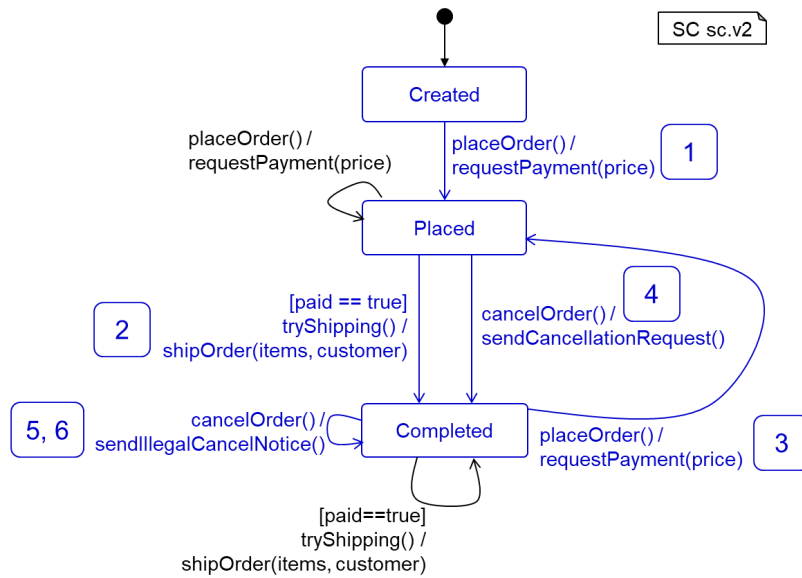 SC sc.v2
Created
placeOrder() /
requestPayment(price)
placeOrder() /
requestPayment(price)
1
Placed
[paid == true]
tryShipping() /
shipOrder(items, customer)
2
cancelOrder() /
sendCancellationRequest()
4
5, 6
cancelOrder() /
sendIllegalCancelNotice()
Completed
placeOrder() /
requestPayment(price)
3
[paid==true]
tryShipping() /
shipOrder(items, customer)